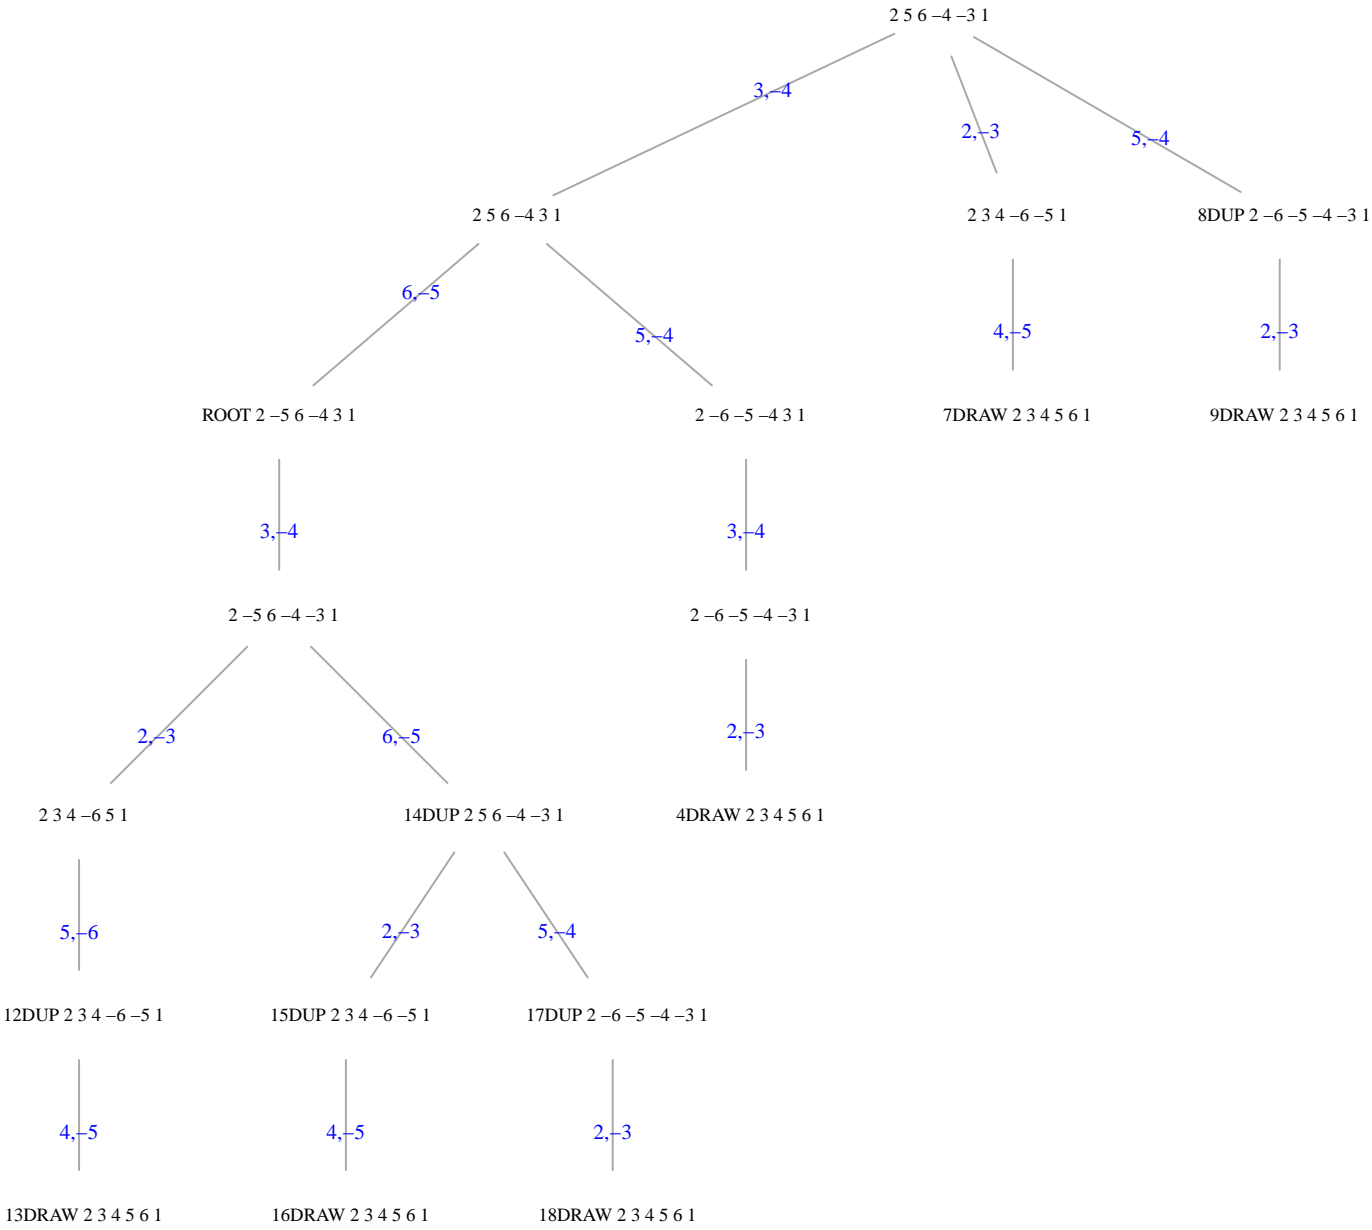 2 5 6 –4 –3 1
3,–4
2,–3
5,–4
2 5 6 –4 3 1
2 3 4 –6 –5 1
8DUP 2 –6 –5 –4 –3 1
6,–5
5,–4
4,–5
2,–3
ROOT 2 –5 6 –4 3 1
2 –6 –5 –4 3 1
7DRAW 2 3 4 5 6 1
9DRAW 2 3 4 5 6 1
3,–4
3,–4
2 –5 6 –4 –3 1
2 –6 –5 –4 –3 1
2,–3
6,–5
2,–3
2 3 4 –6 5 1
14DUP 2 5 6 –4 –3 1
4DRAW 2 3 4 5 6 1
5,–6
2,–3
5,–4
12DUP 2 3 4 –6 –5 1
15DUP 2 3 4 –6 –5 1
17DUP 2 –6 –5 –4 –3 1
4,–5
4,–5
2,–3
13DRAW 2 3 4 5 6 1
16DRAW 2 3 4 5 6 1
18DRAW 2 3 4 5 6 1